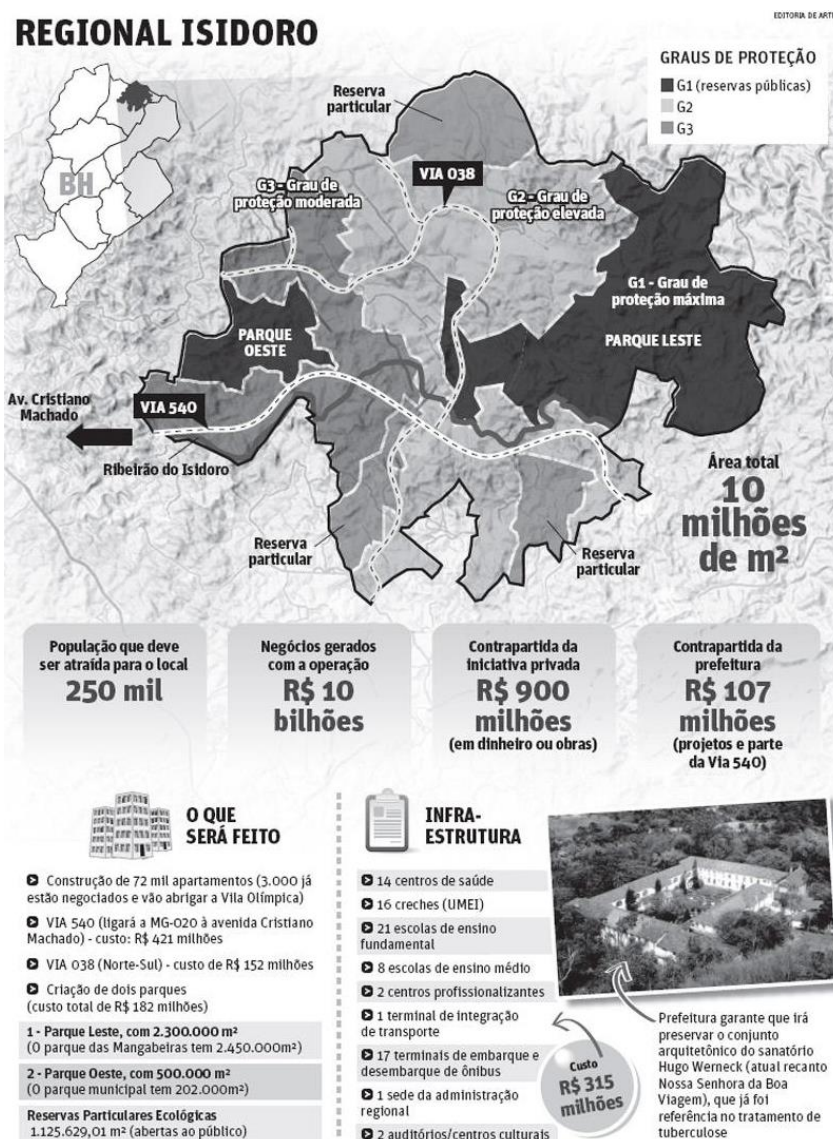 EDITORIA DE ARTE
REGIONAL ISIDORO
GRAUS DE PROTEÇÃO
G1 (reservas públicas)
G2
G3
BH
Reserva
particular
VIA 038
G3 - Grau de
proteção moderada
G2 - Grau de
proteção elevada
G1 - Grau de
proteção máxima
PARQUE LESTE
PARQUE
OESTE
Av. Cristiano
Machado
VIA 540
Ribeirão do Isidoro
Reserva
particular
Reserva
particular
Área total
10
milhões
de m²
População que deve
ser atraída para o local
250 mil
Negócios gerados
com a operação
R$ 10
bilhões
Contrapartida da
iniciativa privada
R$ 900
milhões
(em dinheiro ou obras)
Contrapartida da
prefeitura
R$ 107
milhões
(projetos e parte
da Via 540)
O QUE
SERÁ FEITO
Construção de 72 mil apartamentos (3.000 já
estão negociados e vão abrigar a Vila Olímpica)
VIA 540 (ligará a MG-020 à avenida Cristiano
Machado) - custo: R$ 421 milhões
VIA 038 (Norte-Sul) - custo de R$ 152 milhões
Criação de dois parques
(custo total de R$ 182 milhões)
1 - Parque Leste, com 2.300.000 m²
(O parque das Mangabeiras tem 2.450.000m²)
2 - Parque Oeste, com 500.000 m²
(O parque municipal tem 202.000m²)
Reservas Particulares Ecológicas
1.125.629,01 m² (abertas ao público)
INFRA-
ESTRUTURA
14 centros de saúde
16 creches (UMEI)
21 escolas de ensino
fundamental
8 escolas de ensino médio
2 centros profissionalizantes
1 terminal de integração
de transporte
17 terminais de embarque e
desembarque de ônibus
1 sede da administração
regional
2 auditórios/centros culturais
Custo
R$ 315
milhões
Prefeitura garante que irá
preservar o conjunto
arquitetônico do sanatório
Hugo Werneck (atual recanto
Nossa Senhora da Boa
Viagem), que já foi
referência no tratamento de
tuberculose